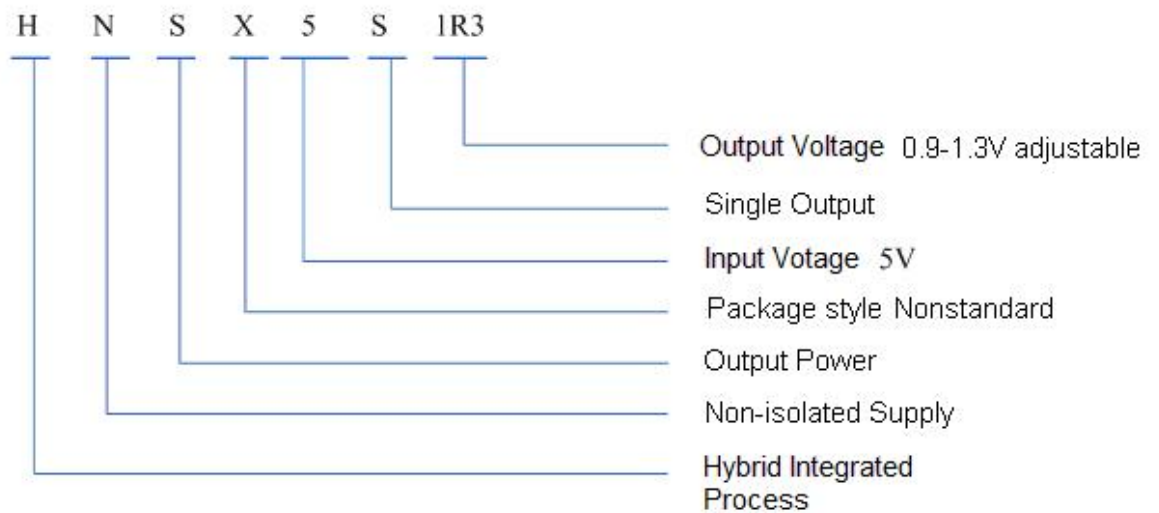 H N S X 5 S 1R3
Output Voltage 0.9-1.3V adjustable
Single Output
Input Votage 5V
Package style Nonstandard
Output Power
Non-isolated Supply
Hybrid Integrated
Process